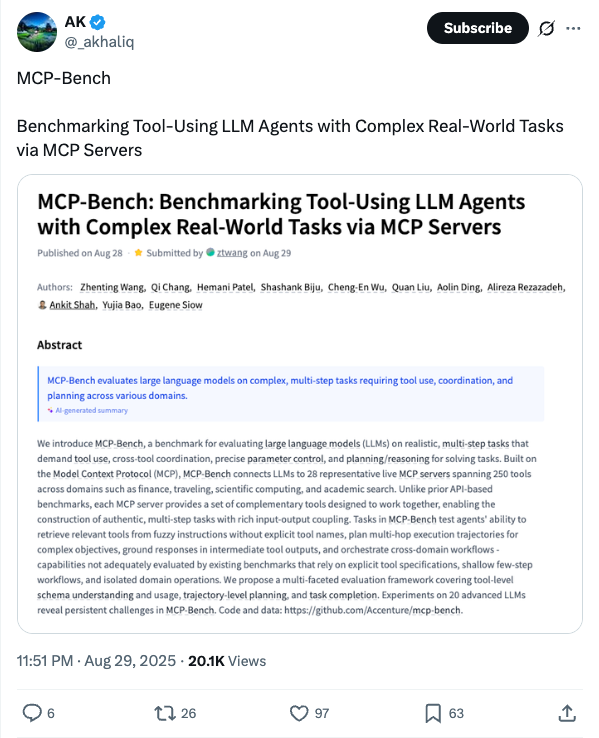 AK
@_akhaliq
Subscribe
MCP-Bench
Benchmarking Tool-Using LLM Agents with Complex Real-World Tasks
via MCP Servers
MCP-Bench: Benchmarking Tool-Using LLM Agents
with Complex Real-World Tasks via MCP Servers
Published on Aug 28 · Submitted by ztwang on Aug 29
Authors: Zhenting Wang, Qi Chang, Hemani Patel, Shashank Biju, Cheng-En Wu, Quan Liu, Aolin Ding, Alireza Rezazadeh,
Ankit Shah, Yujia Bao, Eugene Siow
Abstract
MCP-Bench evaluates large language models on complex, multi-step tasks requiring tool use, coordination, and
planning across various domains.
AI-generated summary
We introduce MCP-Bench, a benchmark for evaluating large language models (LLMs) on realistic, multi-step tasks that
demand tool use, cross-tool coordination, precise parameter control, and planning/reasoning for solving tasks. Built on
the Model Context Protocol (MCP), MCP-Bench connects LLMs to 28 representative live MCP servers spanning 250 tools
across domains such as finance, traveling, scientific computing, and academic search. Unlike prior API-based
benchmarks, each MCP server provides a set of complementary tools designed to work together, enabling the
construction of authentic, multi-step tasks with rich input-output coupling. Tasks in MCP-Bench test agents' ability to
retrieve relevant tools from fuzzy instructions without explicit tool names, plan multi-hop execution trajectories for
complex objectives, ground responses in intermediate tool outputs, and orchestrate cross-domain workflows -
capabilities not adequately evaluated by existing benchmarks that rely on explicit tool specifications, shallow few-step
workflows, and isolated domain operations. We propose a multi-faceted evaluation framework covering tool-level
schema understanding and usage, trajectory-level planning, and task completion. Experiments on 20 advanced LLMs
reveal persistent challenges in MCP-Bench. Code and data: https://github.com/Accenture/mcp-bench.
11:51 PM · Aug 29, 2025 · 20.1K Views
6 26 97 63